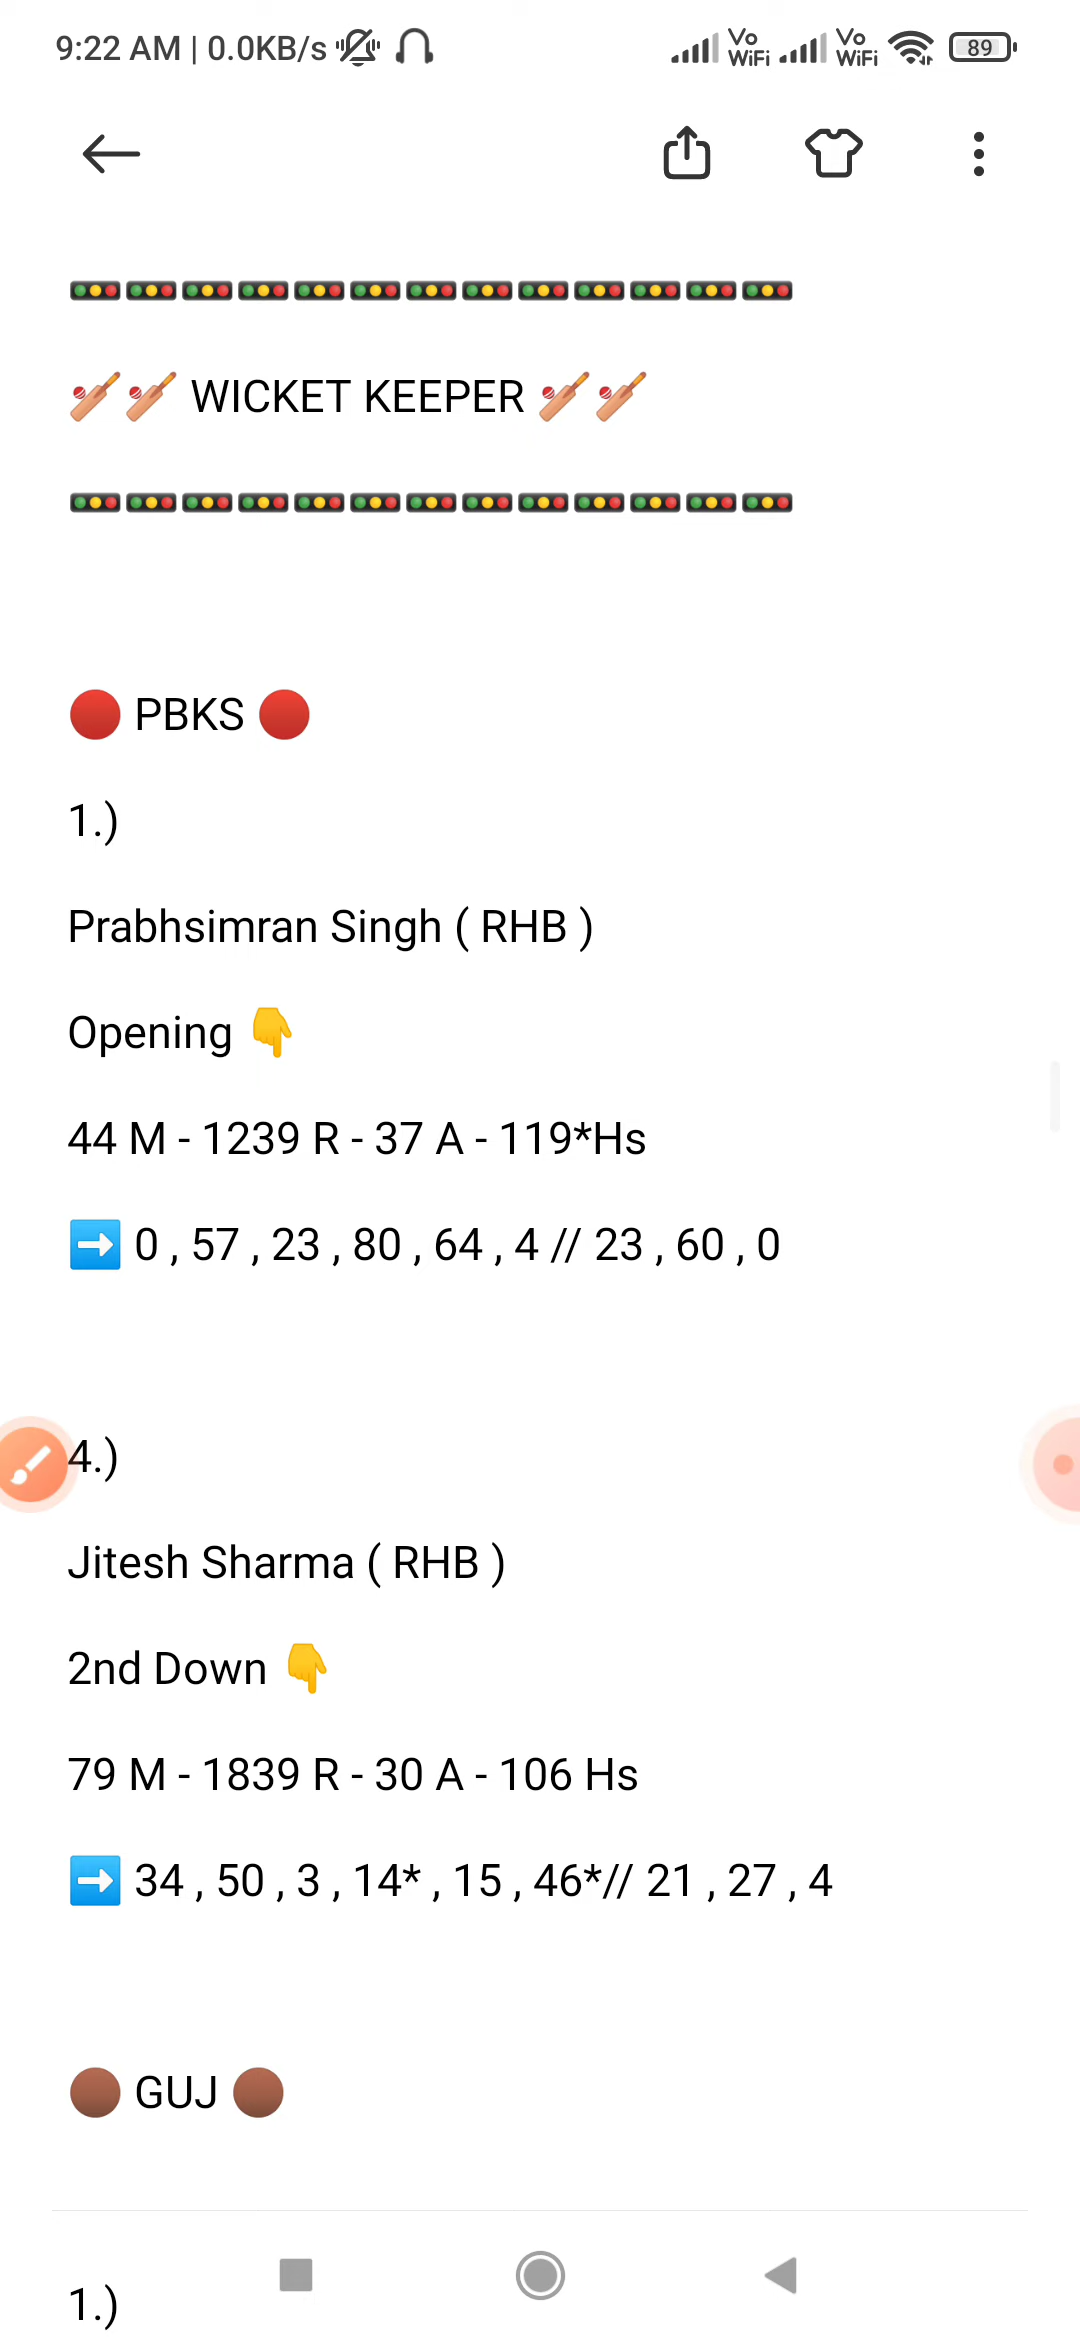 9:22 AM | 0.0KB/s Vo WiFi Vo WiFi 89
WICKET KEEPER
PBKS
1.)
Prabhsimran Singh ( RHB )
Opening
44 M - 1239 R - 37 A - 119*Hs
0 , 57 , 23 , 80 , 64 , 4 // 23 , 60 , 0
4.)
Jitesh Sharma ( RHB )
2nd Down
79 M - 1839 R - 30 A - 106 Hs
34 , 50 , 3 , 14* , 15 , 46*// 21 , 27 , 4
GUJ
1.)